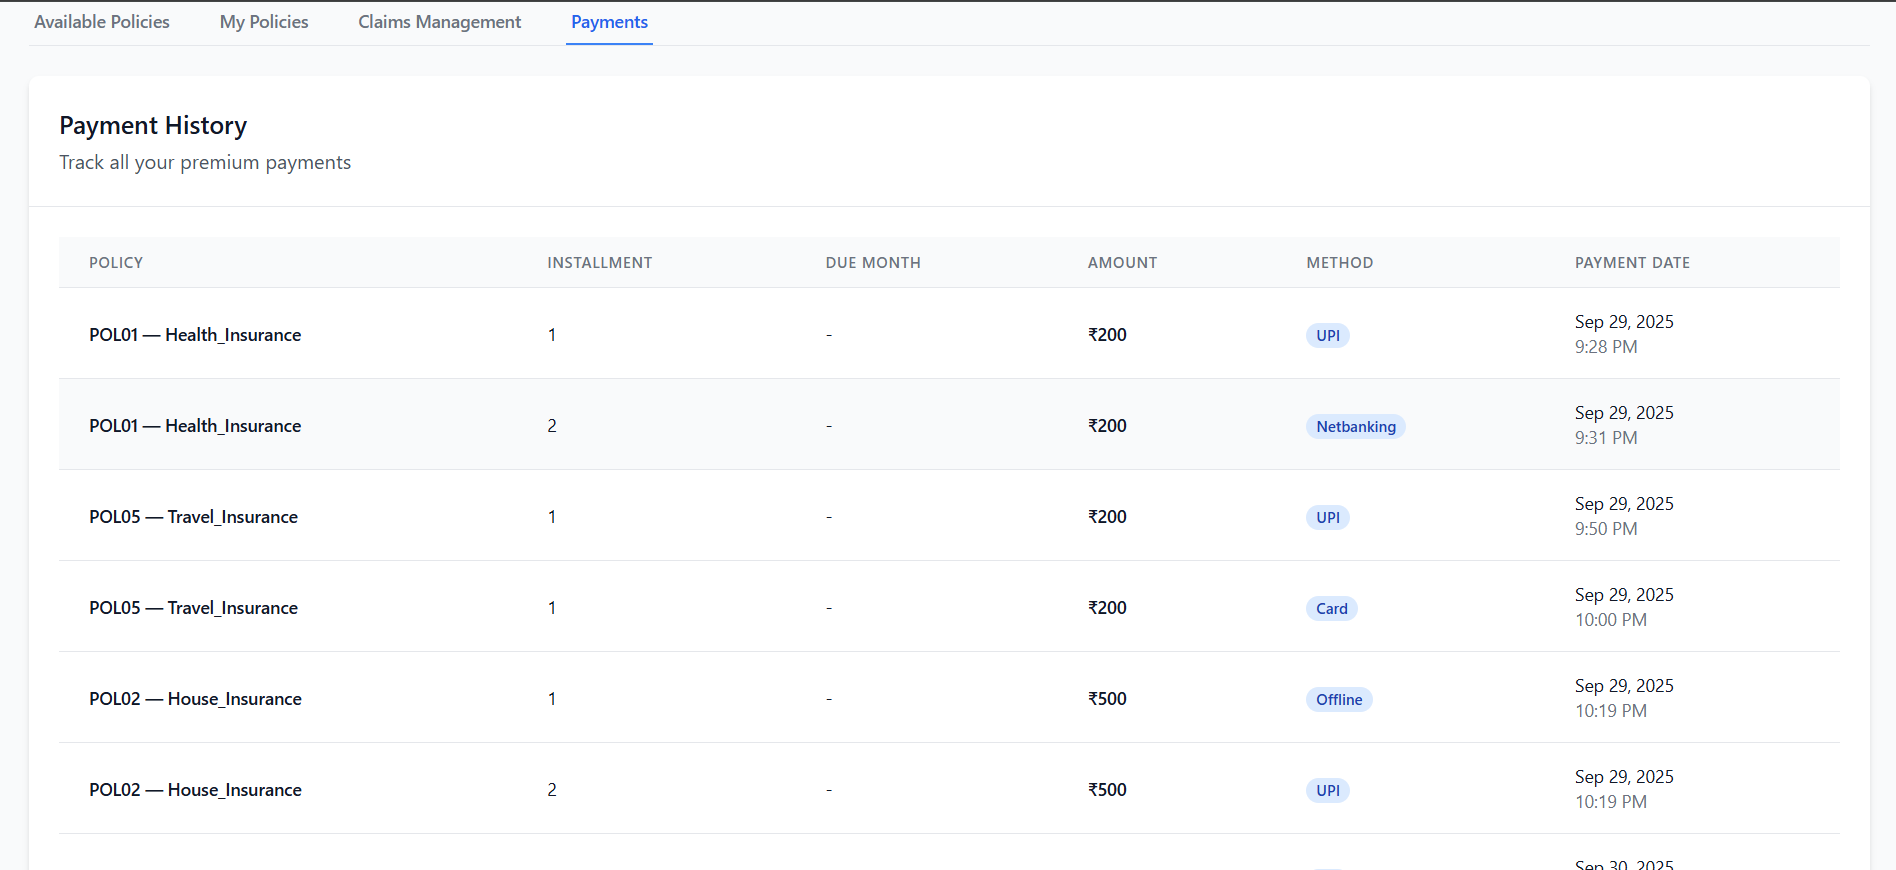 Available Policies My Policies Claims Management Payments
Payment History
Track all your premium payments
POLICY INSTALLMENT DUE MONTH AMOUNT METHOD PAYMENT DATE
POL01 — Health_Insurance 1 - ₹200 UPI Sep 29, 2025
9:28 PM
POL01 — Health_Insurance 2 - ₹200 Netbanking Sep 29, 2025
9:31 PM
POL05 — Travel_Insurance 1 - ₹200 UPI Sep 29, 2025
9:50 PM
POL05 — Travel_Insurance 1 - ₹200 Card Sep 29, 2025
10:00 PM
POL02 — House_Insurance 1 - ₹500 Offline Sep 29, 2025
10:19 PM
POL02 — House_Insurance 2 - ₹500 UPI Sep 29, 2025
10:19 PM
Sep 30, 2025